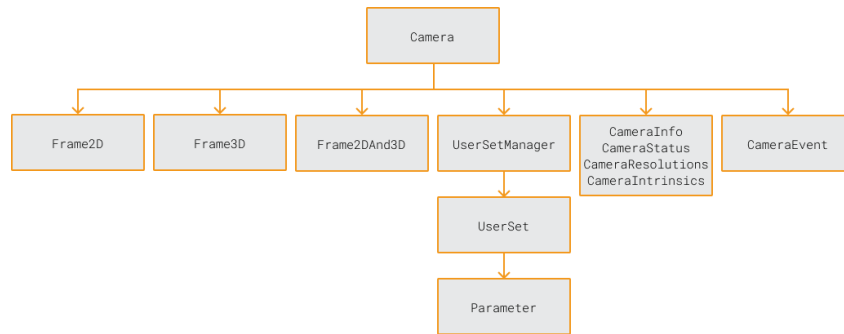 Camera
Frame2D
Frame3D
Frame2DAnd3D
UserSetManager
CameraInfo
CameraStatus
CameraResolutions
CameraIntrinsics
CameraEvent
UserSet
Parameter